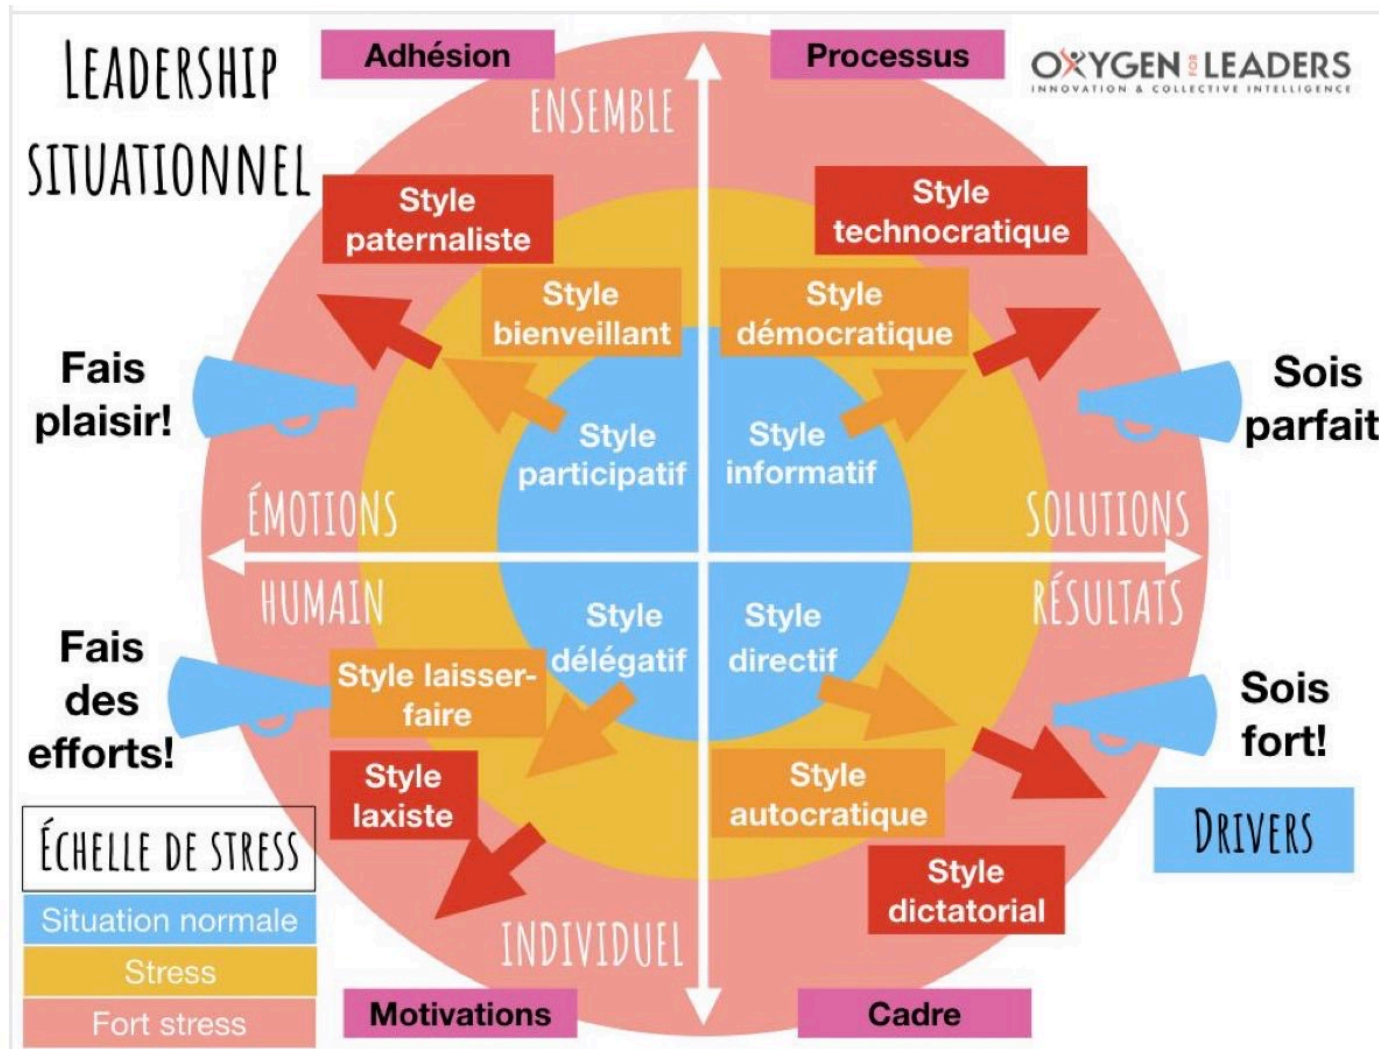 LEADERSHIP
SITUATIONNEL
Adhésion
Processus
OXYGEN FOR LEADERS
INNOVATION & COLLECTIVE INTELLIGENCE
ENSEMBLE
Style
paternaliste
Style
technocratique
Style
bienveillant
Style
démocratique
Fais
plaisir!
Sois
parfait
Style
participatif
Style
informatif
ÉMOTIONS
SOLUTIONS
HUMAIN
RÉSULTATS
Style
délégatif
Style
directif
Fais
des
efforts!
Style laisser-
faire
Sois
fort!
Style
laxiste
Style
autocratique
DRIVERS
ÉCHELLE DE STRESS
Situation normale
Stress
Fort stress
Style
dictatorial
INDIVIDUEL
Motivations
Cadre